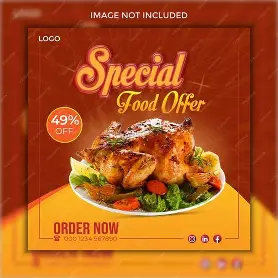 IMAGE NOT INCLUDED
LOGO
Special
Food Offer
49%
OFF
ORDER NOW
000 1234 567890